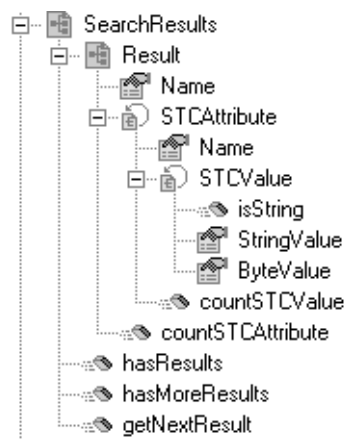 SearchResults
Result
Name
STCAttribute
Name
STCValue
isString
StringValue
ByteValue
countSTCValue
countSTCAttribute
hasResults
hasMoreResults
getNextResult